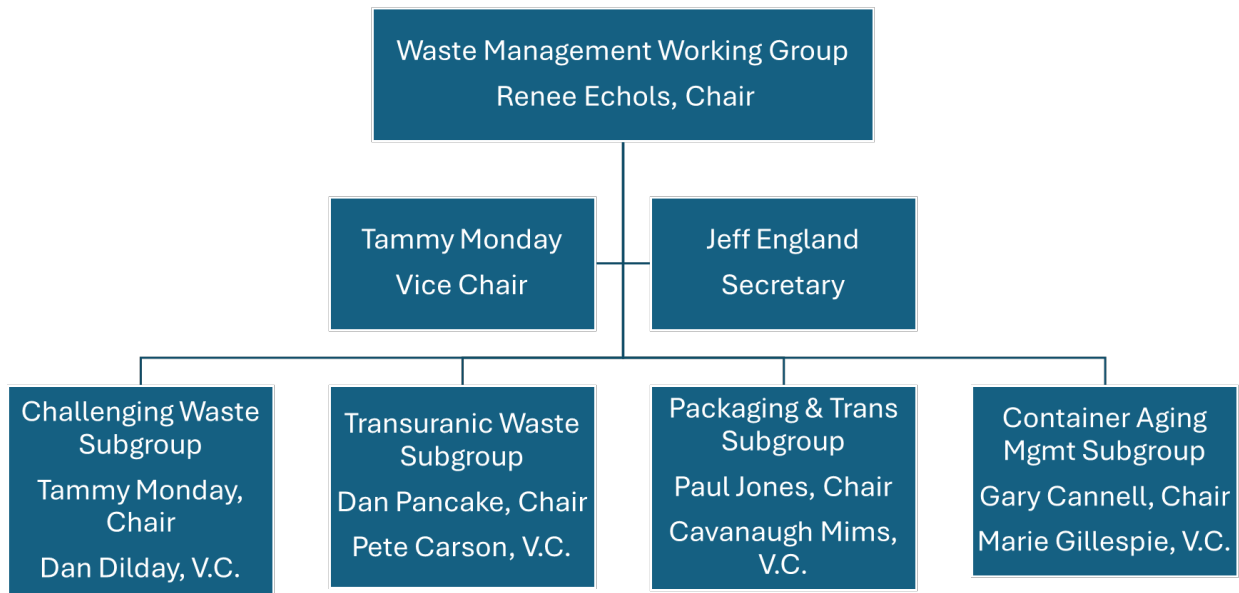 Waste Management Working Group
Renee Echols, Chair
Tammy Monday
Vice Chair
Jeff England
Secretary
Challenging Waste
Subgroup
Tammy Monday,
Chair
Dan Dilday, V.C.
Transuranic Waste
Subgroup
Dan Pancake, Chair
Pete Carson, V.C.
Packaging & Trans
Subgroup
Paul Jones, Chair
Cavanaugh Mims,
V.C.
Container Aging
Mgmt Subgroup
Gary Cannell, Chair
Marie Gillespie, V.C.